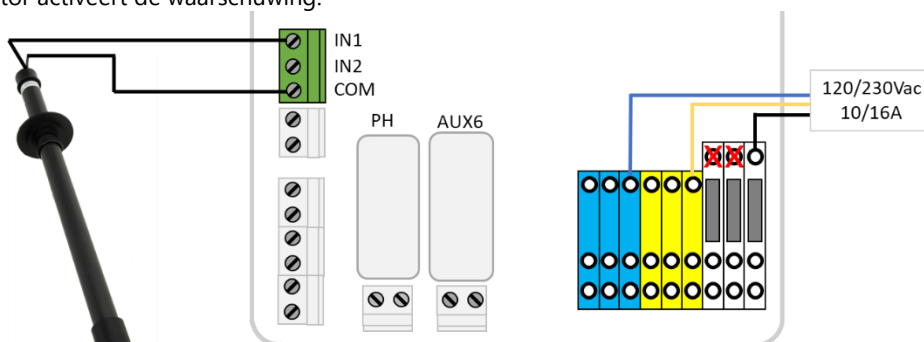 tor activeert de waarschuwing.
IN1
IN2
COM
PH
AUX6
120/230Vac
10/16A